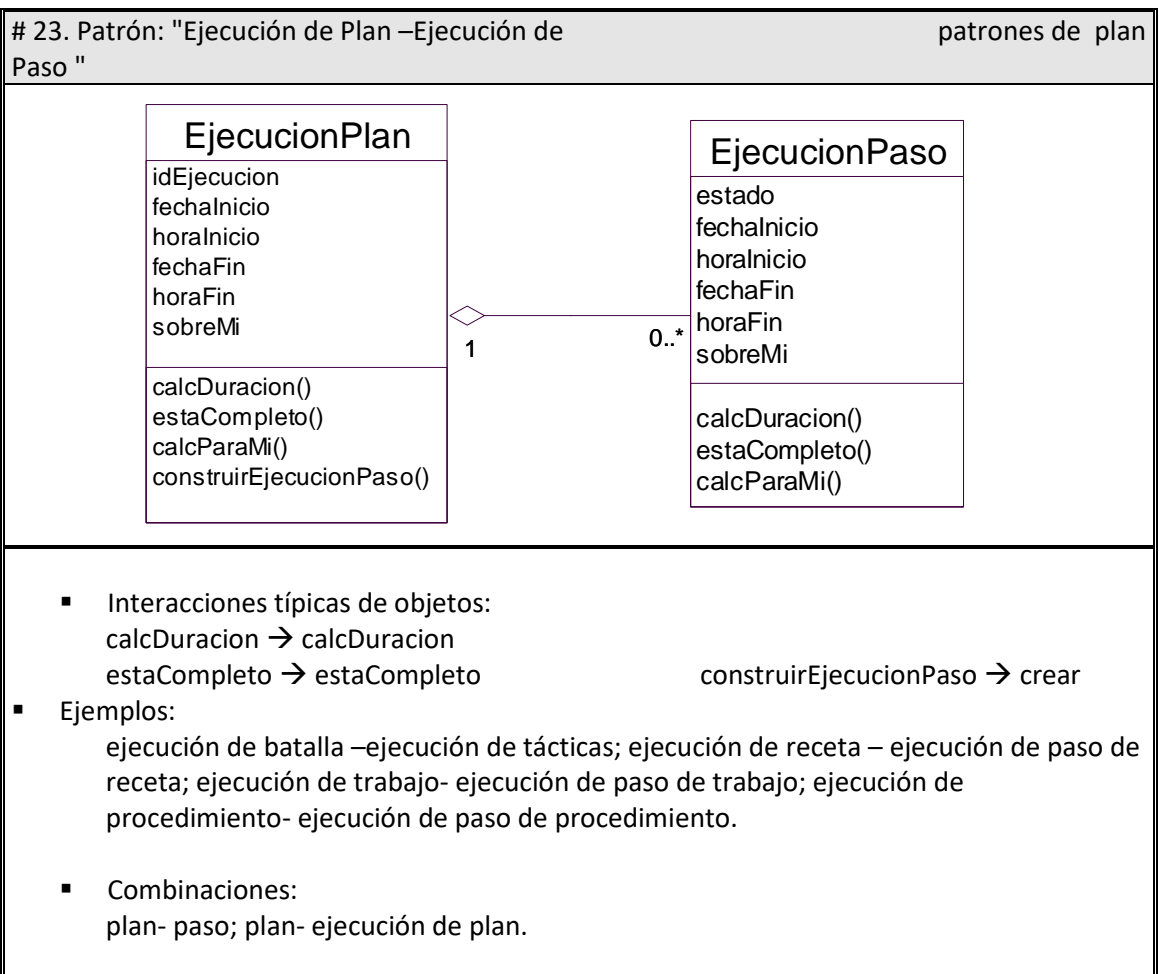 # 23. Patrón: "Ejecución de Plan –Ejecución de Paso "
patrones de plan
EjecucionPlan
idEjecucion
fechaInicio
horaInicio
fechaFin
horaFin
sobreMi
calcDuracion()
estaCompleto()
calcParaMi()
construirEjecucionPaso()
1
0..*
EjecucionPaso
estado
fechaInicio
horaInicio
fechaFin
horaFin
sobreMi
calcDuracion()
estaCompleto()
calcParaMi()
▪ Interacciones típicas de objetos:
calcDuracion → calcDuracion
estaCompleto → estaCompleto construirEjecucionPaso → crear
▪ Ejemplos:
ejecución de batalla –ejecución de tácticas; ejecución de receta – ejecución de paso de
receta; ejecución de trabajo- ejecución de paso de trabajo; ejecución de
procedimiento- ejecución de paso de procedimiento.
▪ Combinaciones:
plan- paso; plan- ejecución de plan.